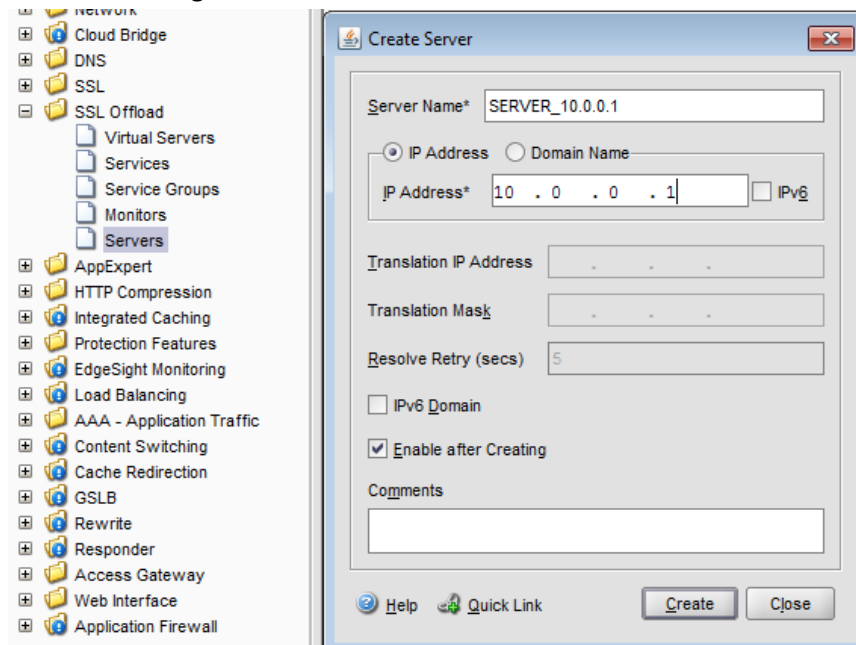 Network
Cloud Bridge
DNS
SSL
SSL Offload
Virtual Servers
Services
Service Groups
Monitors
Servers
AppExpert
HTTP Compression
Integrated Caching
Protection Features
EdgeSight Monitoring
Load Balancing
AAA - Application Traffic
Content Switching
Cache Redirection
GSLB
Rewrite
Responder
Access Gateway
Web Interface
Application Firewall
Create Server
Server Name* SERVER_10.0.0.1
IP Address Domain Name
IP Address* 10 . 0 . 0 . 1 IPv6
Translation IP Address . . .
Translation Mask . . .
Resolve Retry (secs) 5
IPv6 Domain
Enable after Creating
Comments
Help Quick Link Create Close